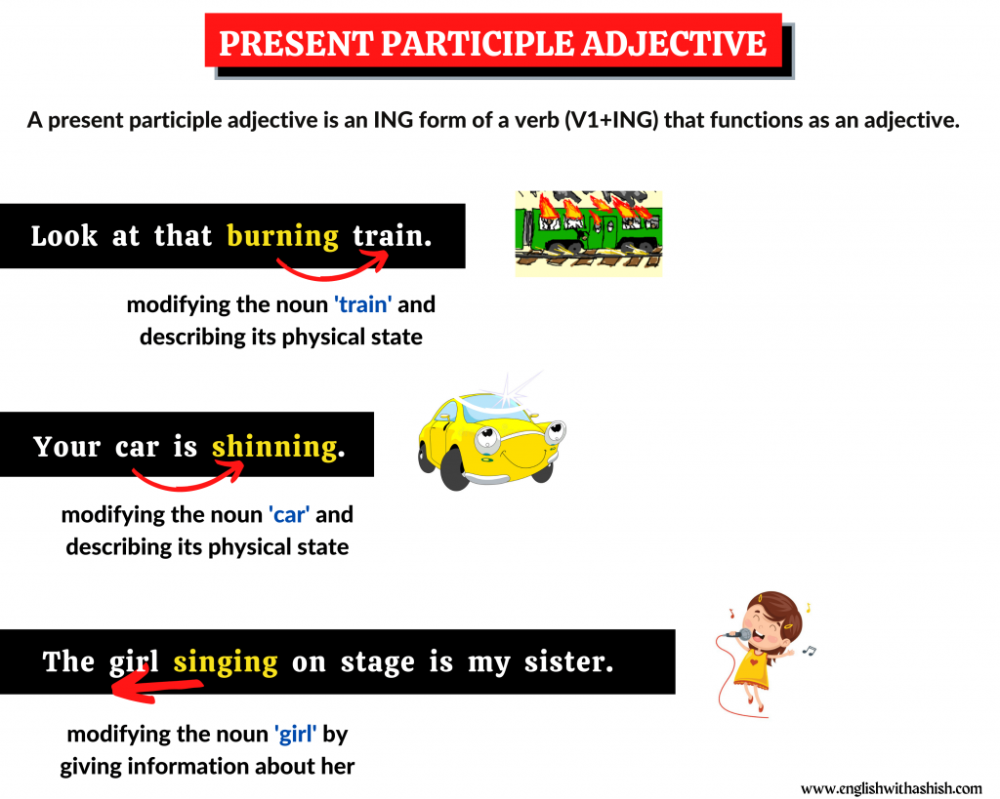 PRESENT PARTICIPLE ADJECTIVE
A present participle adjective is an ING form of a verb (V1+ING) that functions as an adjective.
Look at that burning train.
modifying the noun 'train' and
describing its physical state
Your car is shinning.
modifying the noun 'car' and
describing its physical state
The girl singing on stage is my sister.
modifying the noun 'girl' by
giving information about her
www.englishwithashish.com